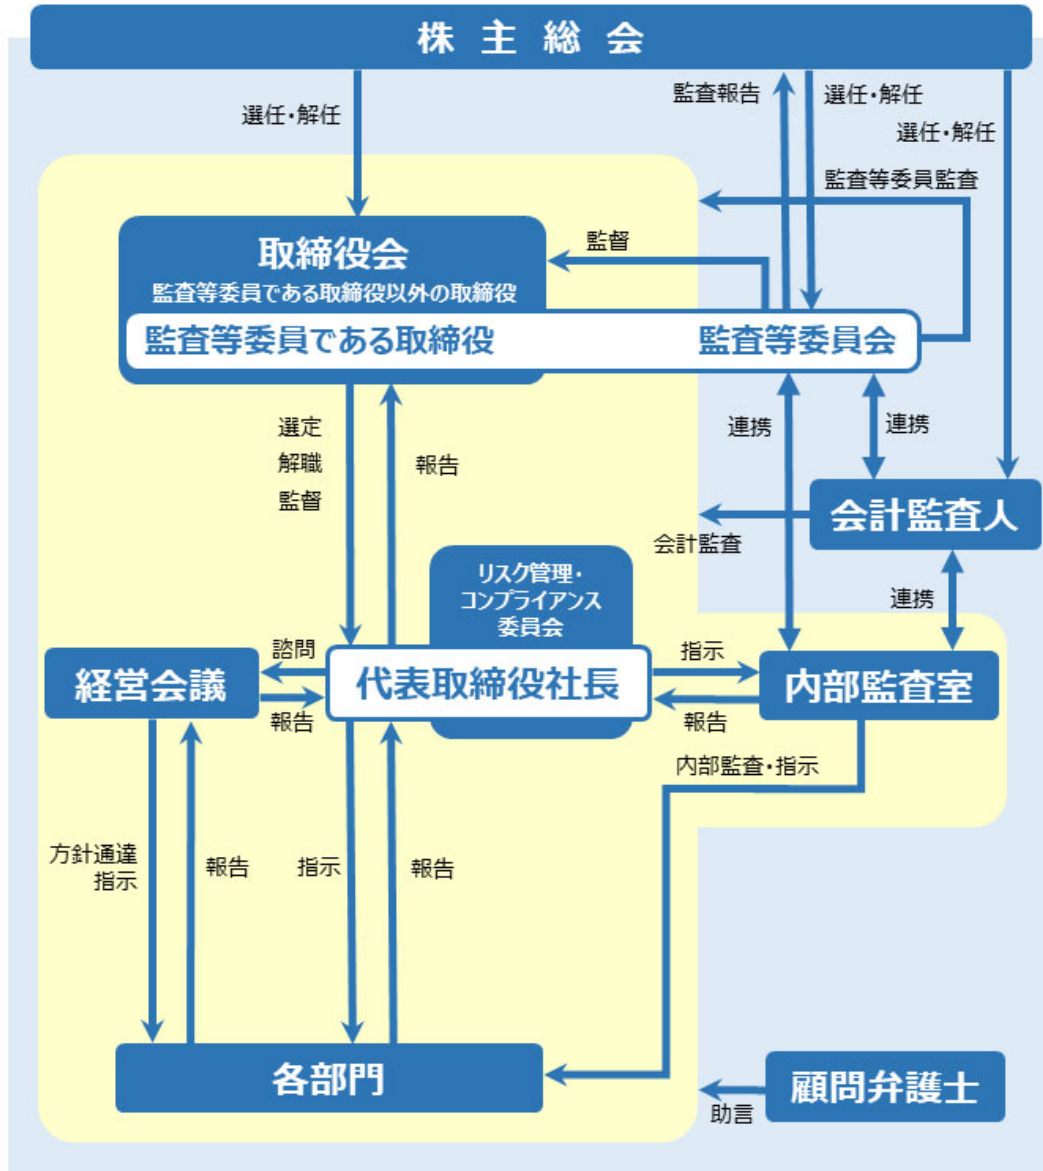 株主総会
選任・解任
監査報告
選任・解任
選任・解任
監査等委員監査
取締役会
監査等委員である取締役以外の取締役
監督
監査等委員である取締役
監査等委員会
選定
解職
監督
報告
連携
連携
会計監査人
会計監査
リスク管理・
コンプライアンス
委員会
連携
諮問
指示
経営会議
代表取締役社長
内部監査室
報告
報告
内部監査・指示
方針通達
指示
報告
指示
報告
各部門
顧問弁護士
助言